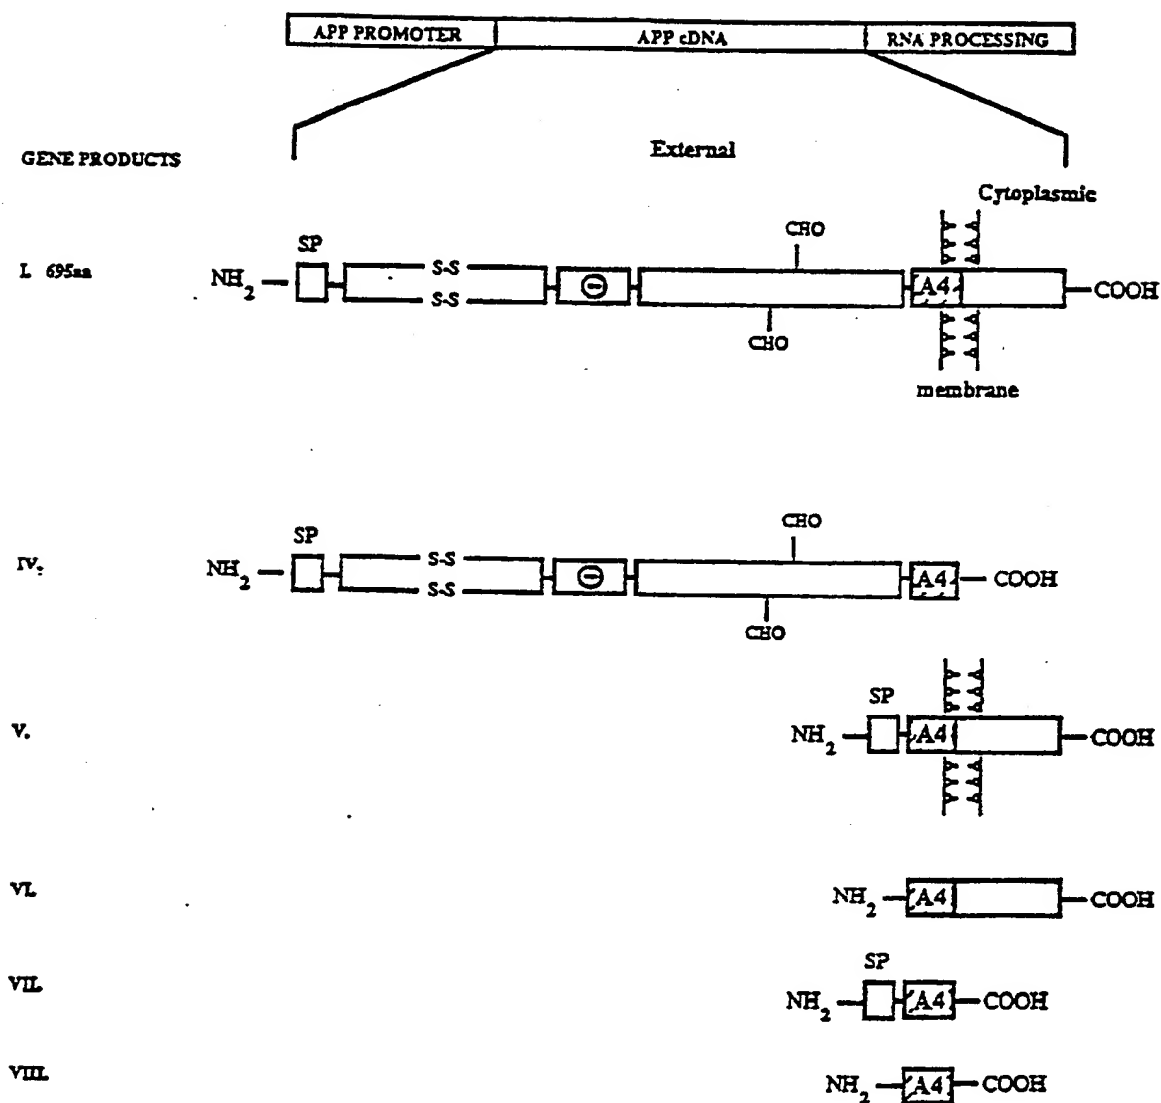 APP PROMOTER APP cDNA RNA PROCESSING
GENE PRODUCTS
External
Cytoplasmic
I. 695aa
SP
CHO
NH2 S-S A4 COOH
S-S
⊖
CHO
membrane
IV.
SP
CHO
NH2 S-S A4 COOH
S-S
⊖
CHO
V.
SP
NH2 A4 COOH
VI.
NH2 A4 COOH
VII.
SP
NH2 A4 COOH
VIII.
NH2 A4 COOH